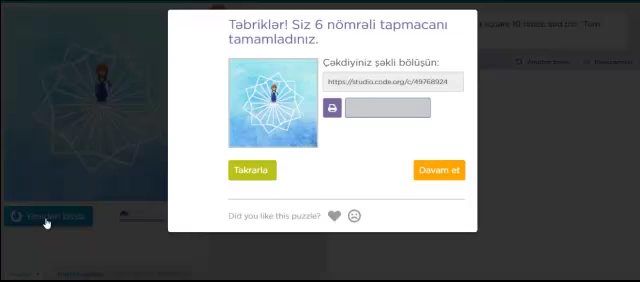 Təbriklər! Siz 6 nömrəli tapmacanı
tamamladınız.
Çəkdiyiniz şəkli bölüşün:
https://studio.code.org/c/49768924
Təkrarla
Davam et
Did you like this puzzle?